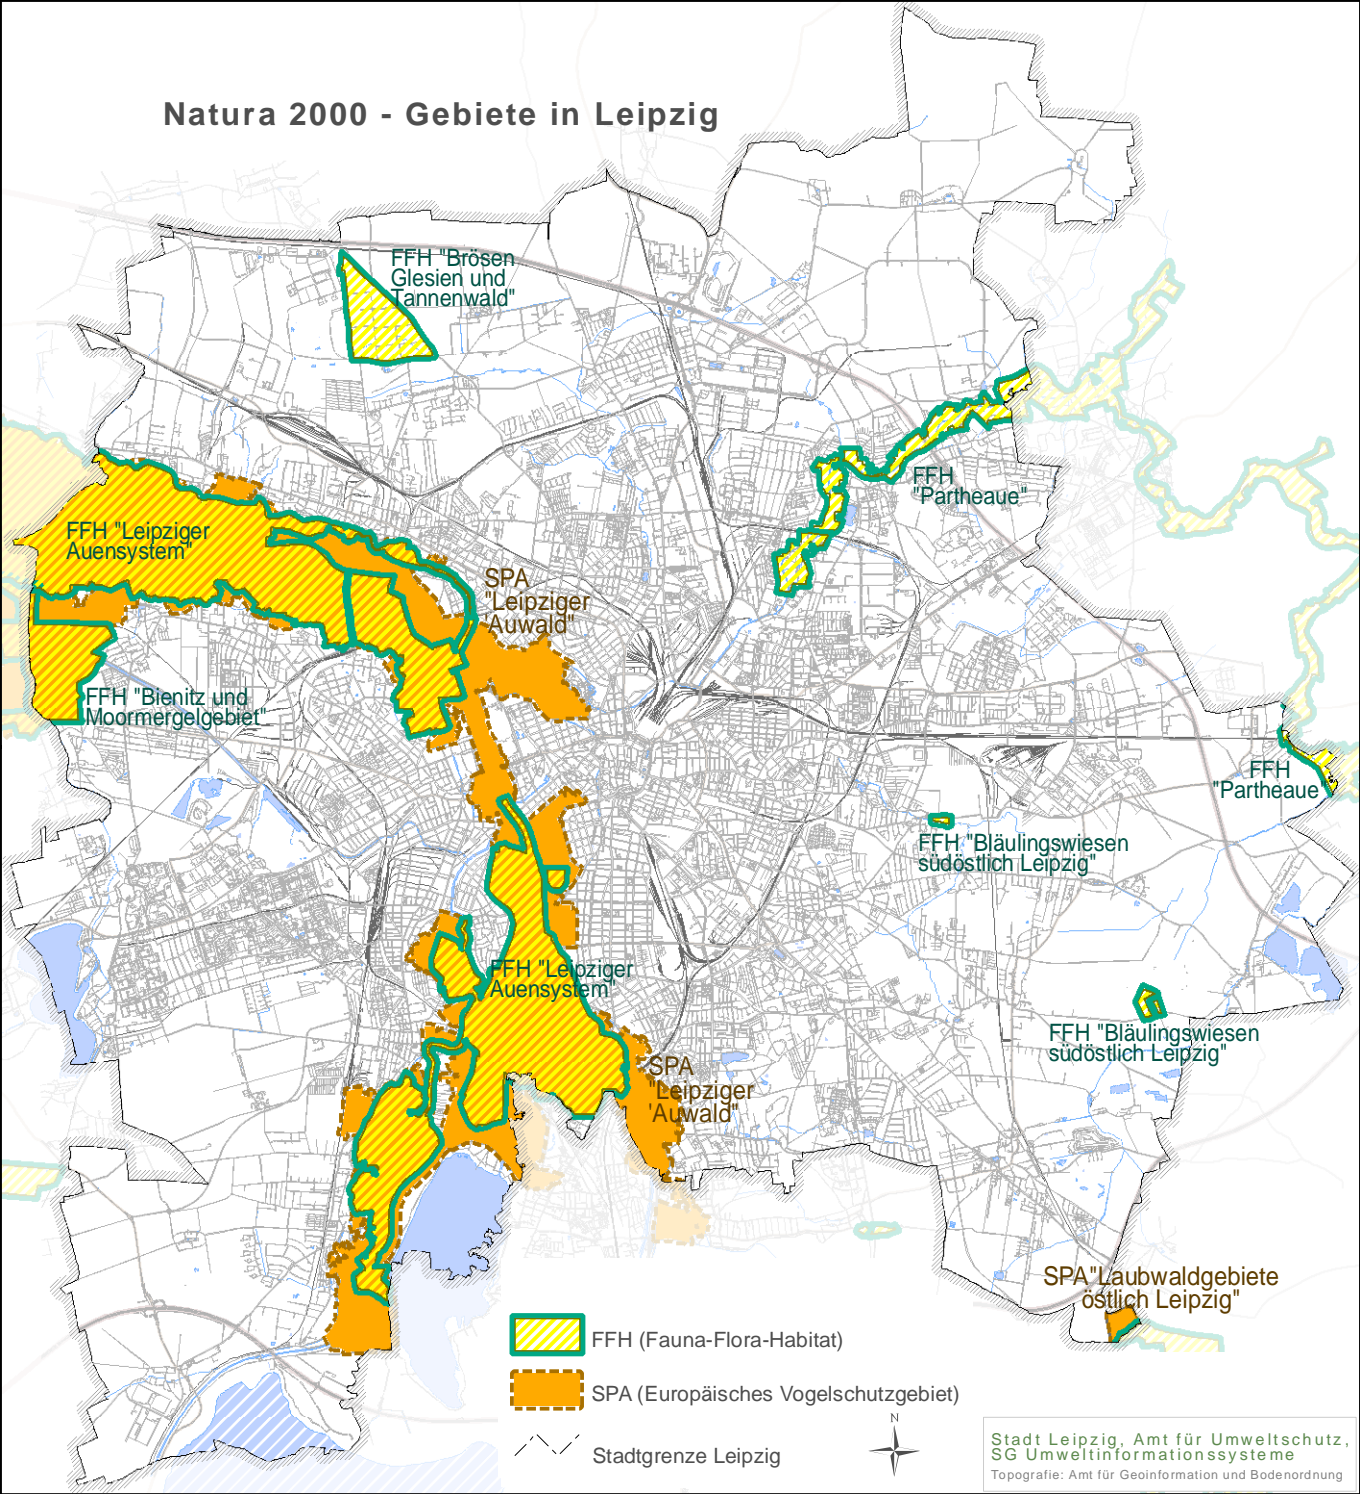 Natura 2000 - Gebiete in Leipzig
FFH "Brösen
Glesien und
Tannenwald"
FFH
"Partheaue"
FFH "Leipziger
Auensystem"
SPA
"Leipziger
'Auwald"
FFH "Bienitz und
Moormergelgebiet"
FFH
"Partheaue"
FFH "Bläulingswiesen
südöstlich Leipzig"
FFH "Leipziger
Auensystem"
FFH "Bläulingswiesen
südöstlich Leipzig"
SPA
"Leipziger
'Auwald"
SPA"Laubwaldgebiete
östlich Leipzig"
FFH (Fauna-Flora-Habitat)
SPA (Europäisches Vogelschutzgebiet)
Stadtgrenze Leipzig
N
Stadt Leipzig, Amt für Umweltschutz,
SG Umweltinformationssysteme
Topografie: Amt für Geoinformation und Bodenordnung